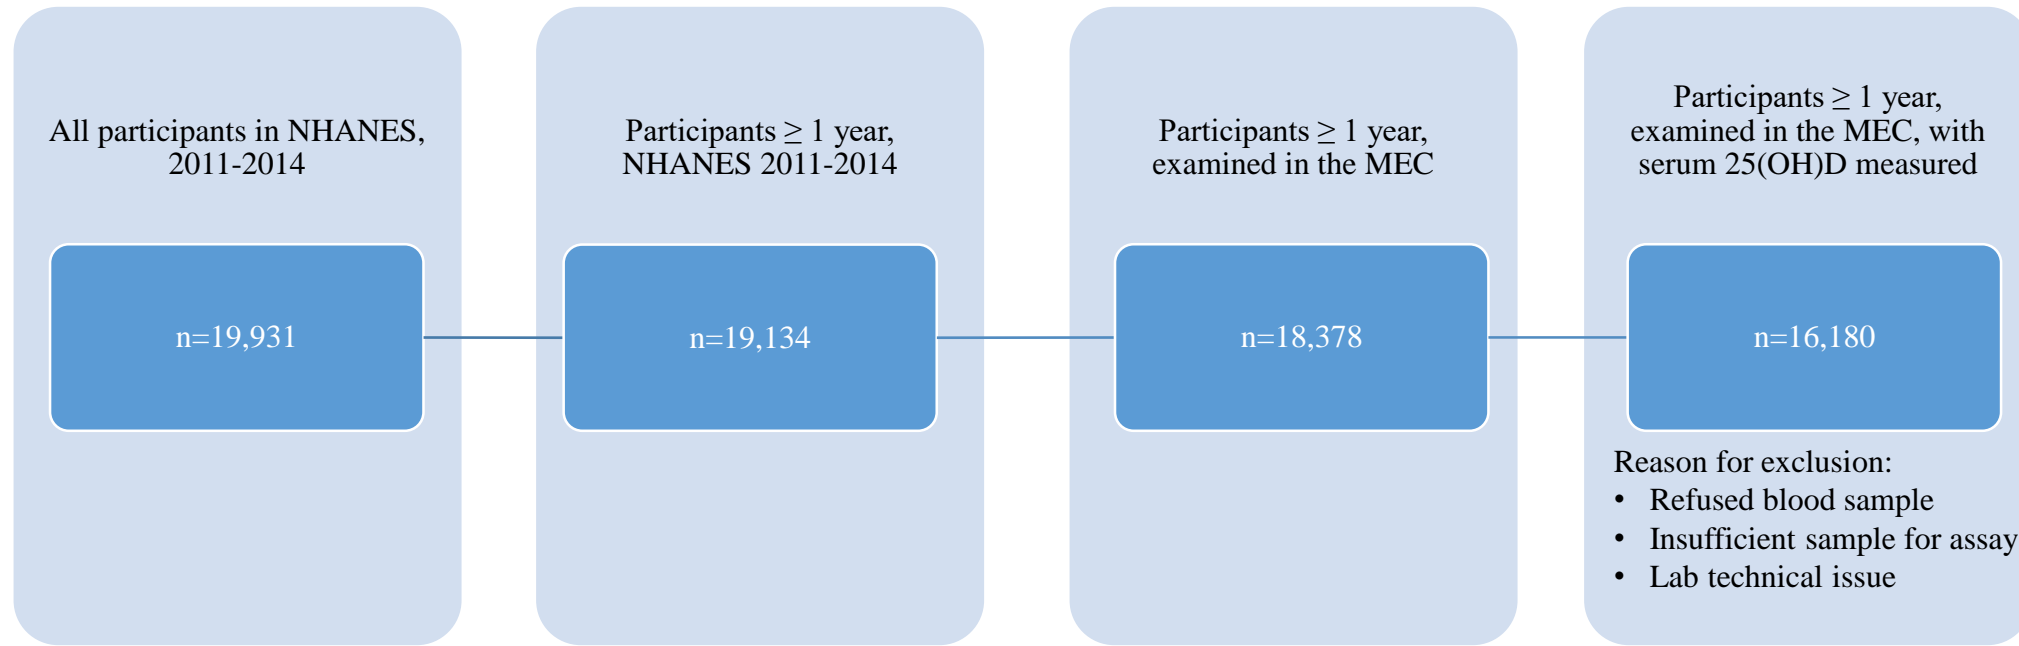 All participants in NHANES,
2011-2014
n=19,931
Participants ≥ 1 year,
NHANES 2011-2014
n=19,134
Participants ≥ 1 year,
examined in the MEC
n=18,378
Participants ≥ 1 year,
examined in the MEC, with
serum 25(OH)D measured
n=16,180
Reason for exclusion:
• Refused blood sample
• Insufficient sample for assay
• Lab technical issue